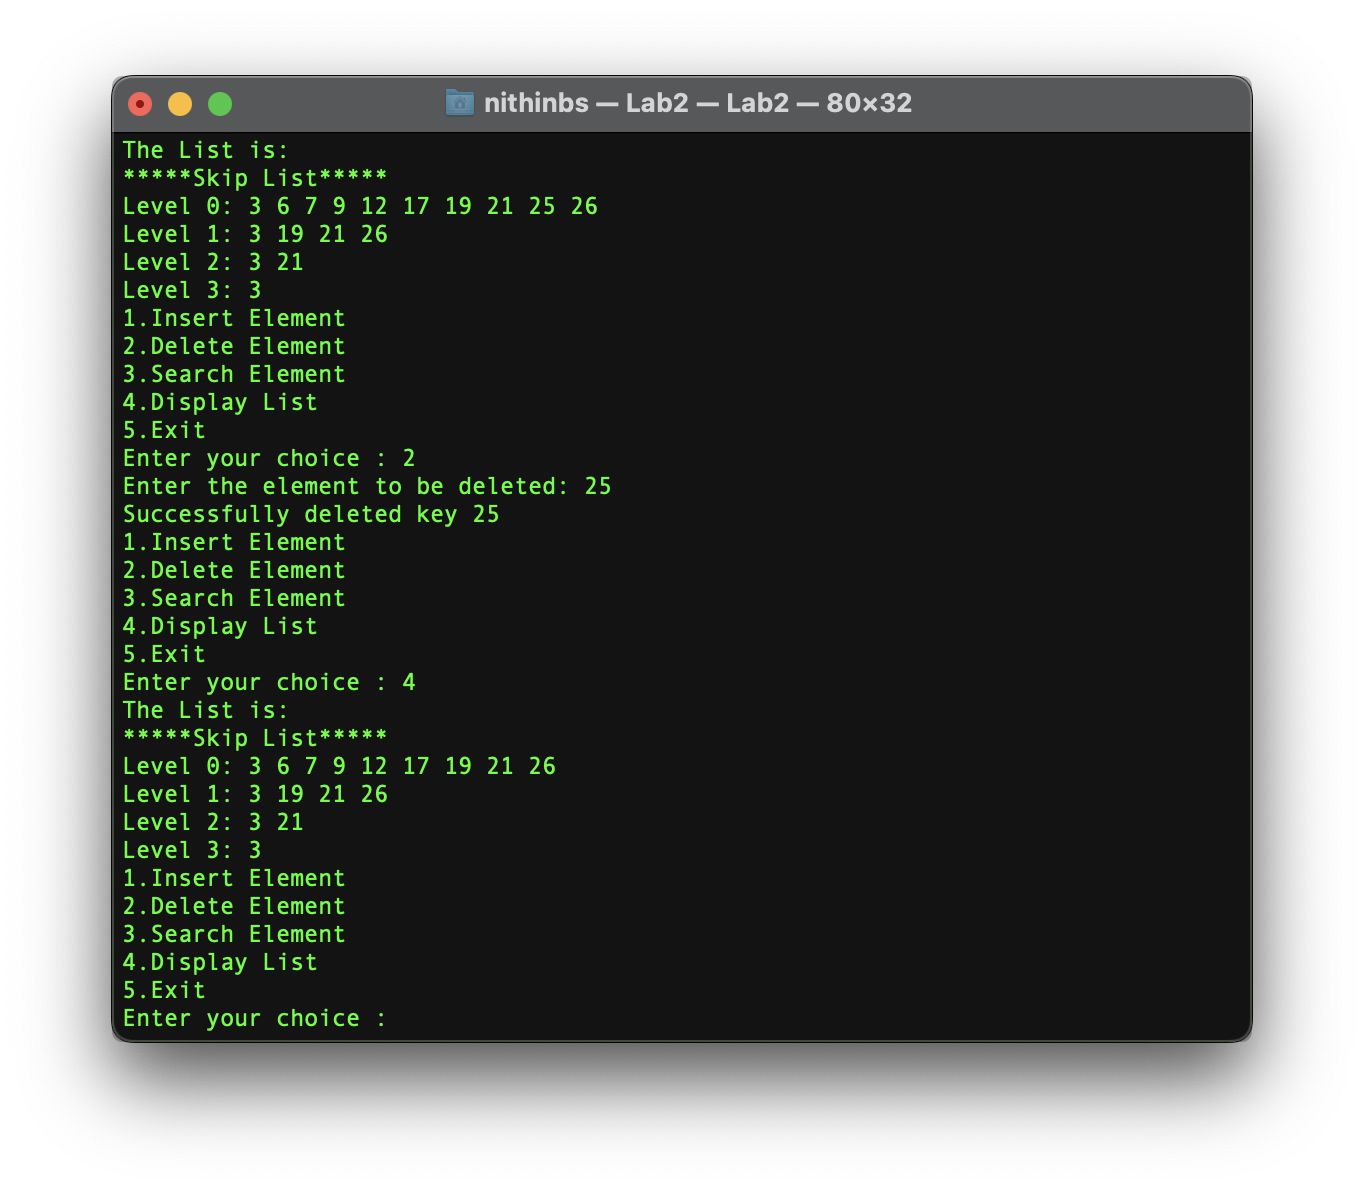 nithinbs — Lab2 — Lab2 — 80×32
The List is:
*****Skip List*****
Level 0: 3 6 7 9 12 17 19 21 25 26
Level 1: 3 19 21 26
Level 2: 3 21
Level 3: 3
1.Insert Element
2.Delete Element
3.Search Element
4.Display List
5.Exit
Enter your choice : 2
Enter the element to be deleted: 25
Successfully deleted key 25
1.Insert Element
2.Delete Element
3.Search Element
4.Display List
5.Exit
Enter your choice : 4
The List is:
*****Skip List*****
Level 0: 3 6 7 9 12 17 19 21 26
Level 1: 3 19 21 26
Level 2: 3 21
Level 3: 3
1.Insert Element
2.Delete Element
3.Search Element
4.Display List
5.Exit
Enter your choice :